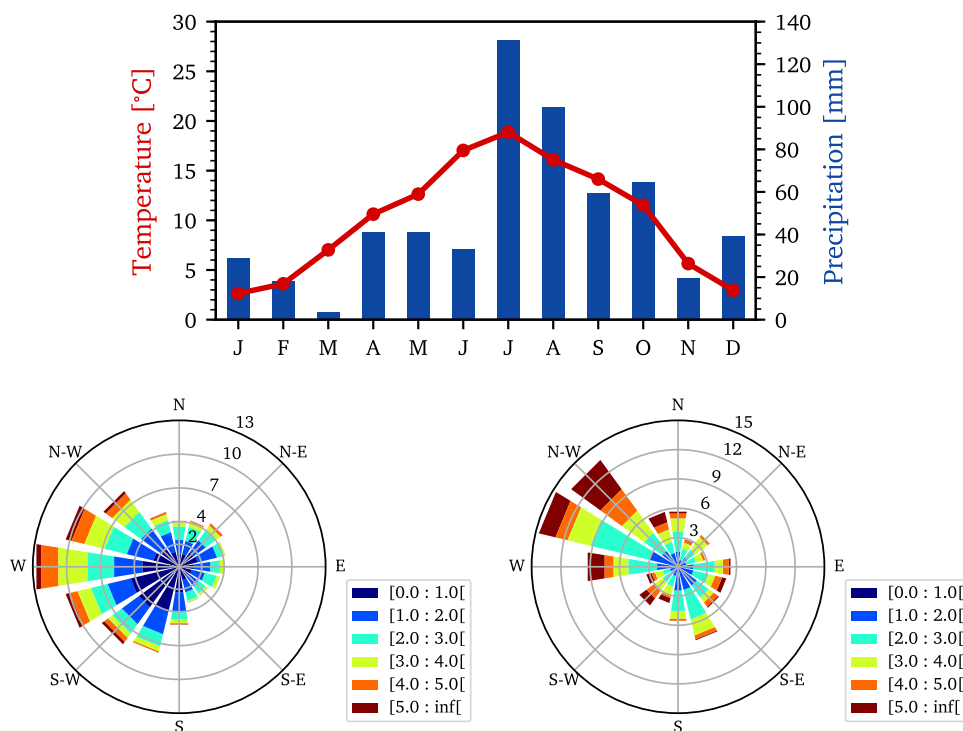 Temperature [°C]
Precipitation [mm]
30
25
20
15
10
5
0
140
120
100
80
60
40
20
0
J F M A M J J A S O N D
N
N-E
E
S-E
S
S-W
W
N-W
13
10
7
4
2
[0.0 : 1.0[
[1.0 : 2.0[
[2.0 : 3.0[
[3.0 : 4.0[
[4.0 : 5.0[
[5.0 : inf[
N
N-E
E
S-E
S
S-W
W
N-W
15
12
9
6
3
[0.0 : 1.0[
[1.0 : 2.0[
[2.0 : 3.0[
[3.0 : 4.0[
[4.0 : 5.0[
[5.0 : inf[